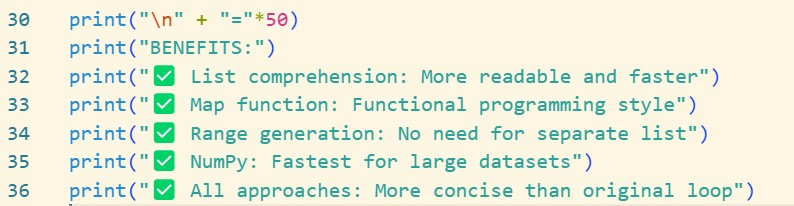 30 print("\n" + "="*50)
31 print("BENEFITS:")
32 print("✅ List comprehension: More readable and faster")
33 print("✅ Map function: Functional programming style")
34 print("✅ Range generation: No need for separate list")
35 print("✅ NumPy: Fastest for large datasets")
36 print("✅ All approaches: More concise than original loop")